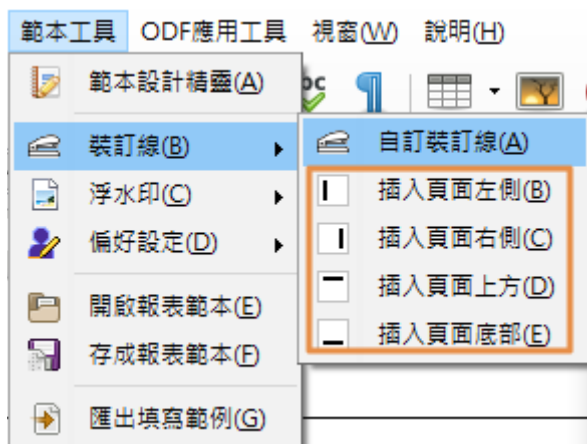 範本工具 ODF應用工具 視窗(W) 說明(H)
範本設計精靈(A)
裝訂線(B)
浮水印(C)
偏好設定(D)
開啟報表範本(E)
存成報表範本(F)
匯出填寫範例(G)
自訂裝訂線(A)
插入頁面左側(B)
插入頁面右側(C)
插入頁面上方(D)
插入頁面底部(E)